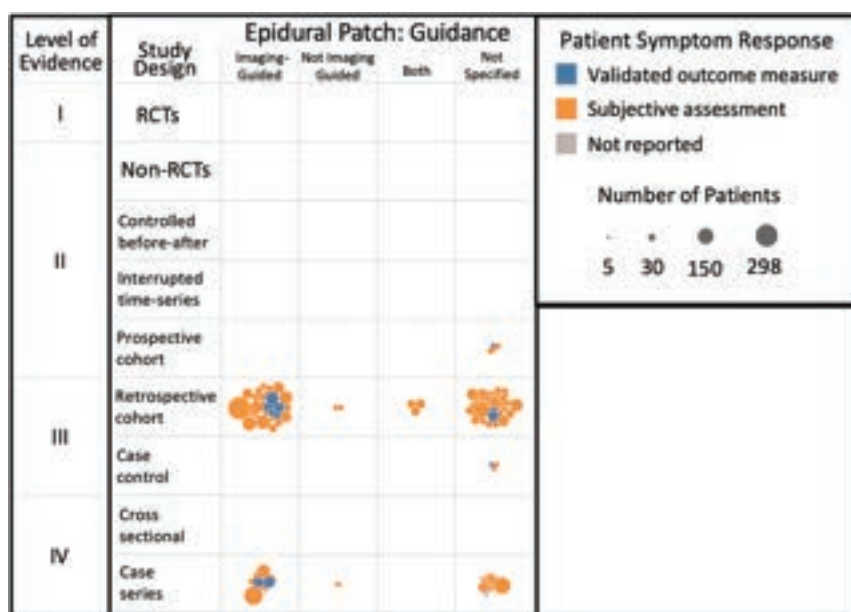 Level of
Evidence
Study
Design
Epidural Patch: Guidance
Imaging-
Guided
Not Imaging
Guided
Both
Not
Specified
I
RCTs
II
Non-RCTs
Controlled
before-after
Interrupted
time-series
Prospective
cohort
III
Retrospective
cohort
Case
control
IV
Cross
sectional
Case
series
Patient Symptom Response
Validated outcome measure
Subjective assessment
Not reported
Number of Patients
5 30 150 298